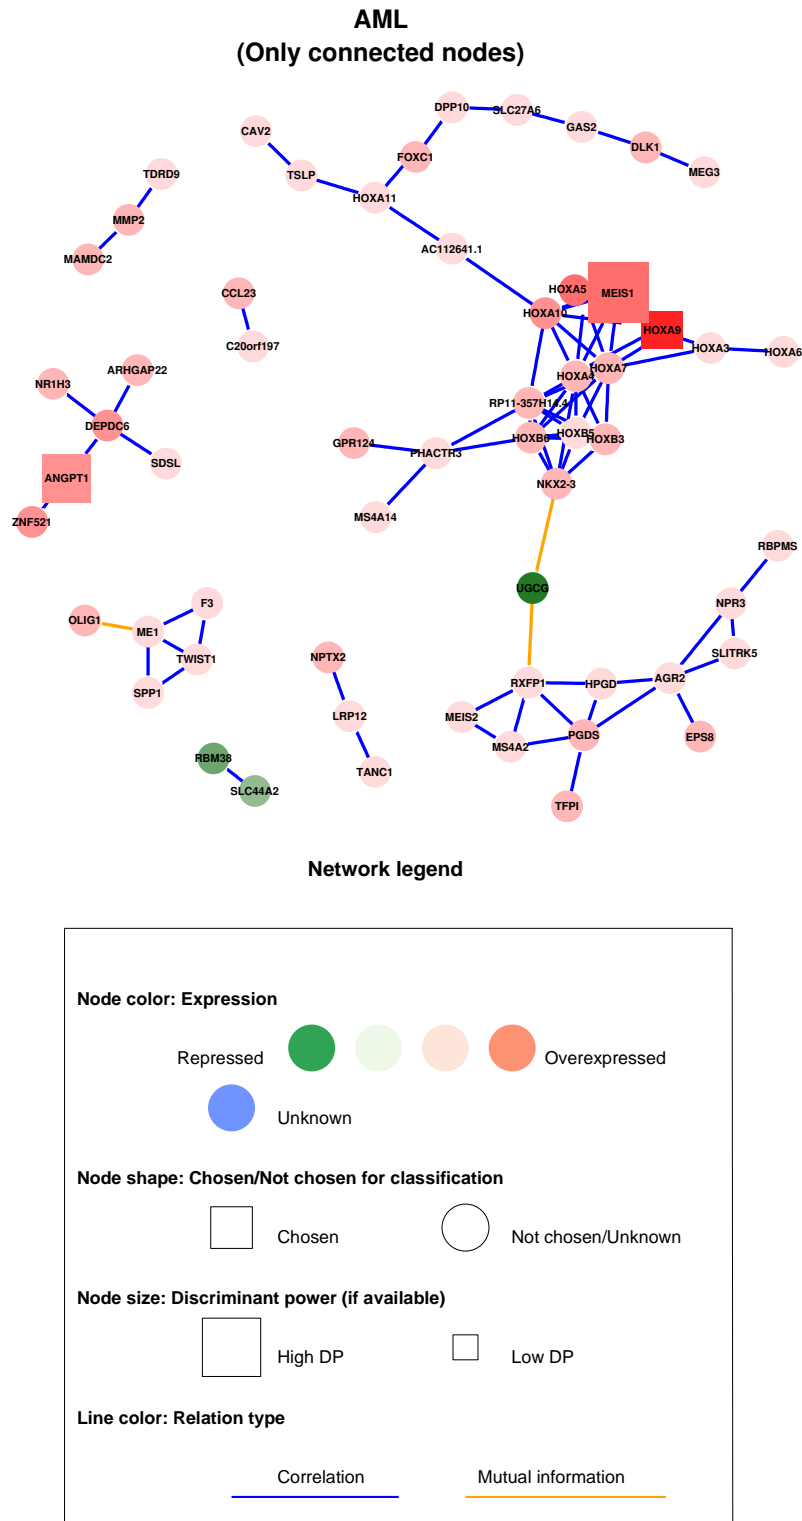 AML
(Only connected nodes)
DPP10
SLC27A6
CAV2
GAS2
FOXC1
DLK1
TDRD9
TSLP
MEG3
HOXA11
MMP2
AC112641.1
MAMDC2
CCL23
HOXA5
MEIS1
HOXA10
HOXA9
C20orf197
HOXA3
HOXA6
ARHGAP22
HOXA7
NR1H3
HOXA4
RP11-357H14.4
DEPDC6
HOXB5
HOXB6
HOXB3
GPR124
PHACTR3
SDSL
ANGPT1
NKX2-3
MS4A14
ZNF521
RBPMS
UGCG
F3
NPR3
OLIG1
ME1
TWIST1
NPTX2
SLITRK5
AGR2
RXFP1
HPGD
SPP1
LRP12
MEIS2
PGDS
EPS8
MS4A2
RBM38
TANC1
SLC44A2
TFPI
Network legend
Node color: Expression
Repressed
Overexpressed
Unknown
Node shape: Chosen/Not chosen for classification
Chosen
Not chosen/Unknown
Node size: Discriminant power (if available)
High DP
Low DP
Line color: Relation type
Correlation
Mutual information